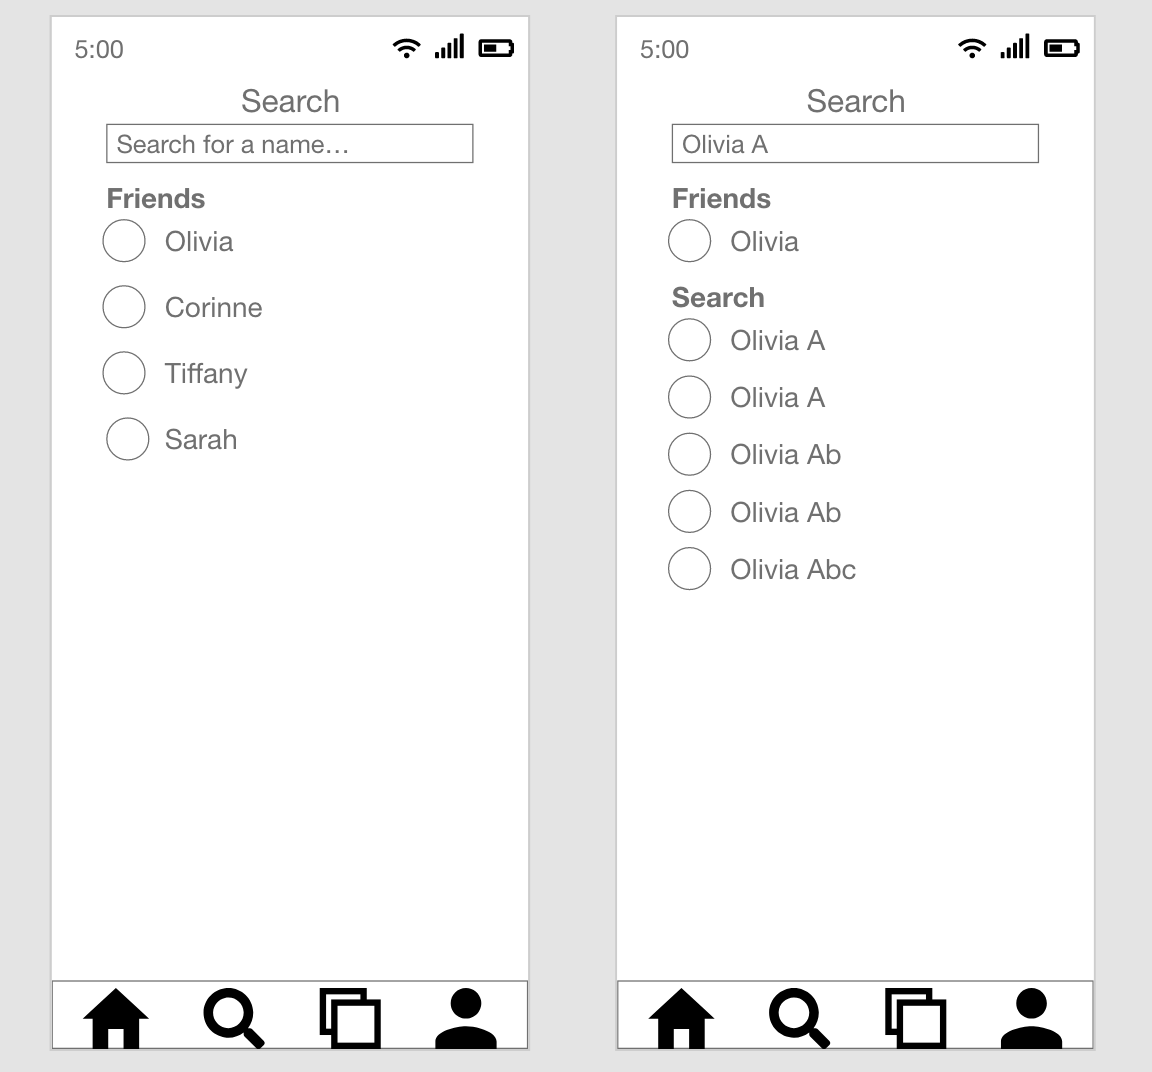 5:00
Search
Search for a name...
Friends
Olivia
Corinne
Tiffany
Sarah
5:00
Search
Olivia A
Friends
Olivia
Search
Olivia A
Olivia A
Olivia Ab
Olivia Ab
Olivia Abc